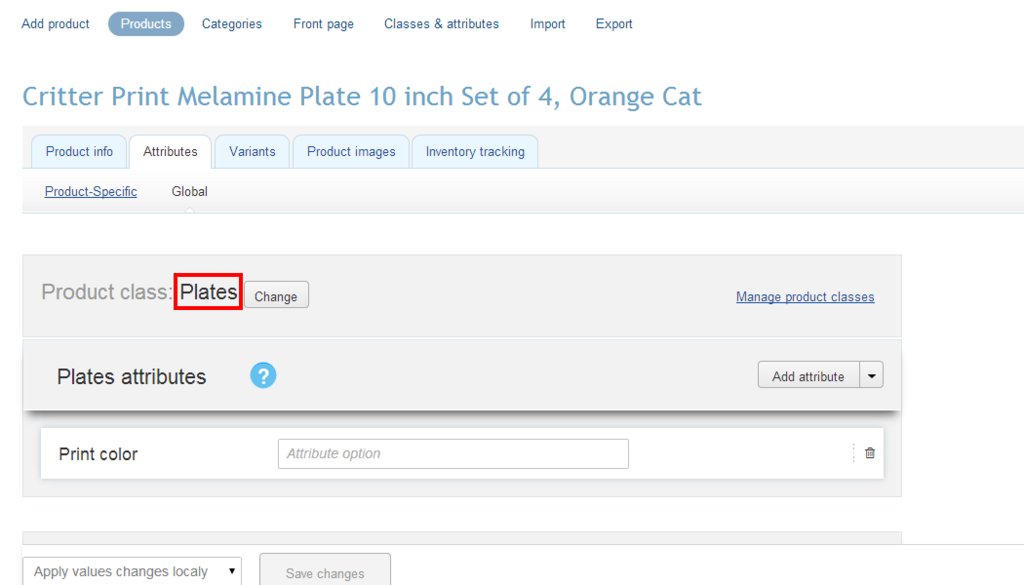 Add product Products Categories Front page Classes & attributes Import Export
Critter Print Melamine Plate 10 inch Set of 4, Orange Cat
Product info Attributes Variants Product images Inventory tracking
Product-Specific Global
Product class: Plates Change Manage product classes
Plates attributes ? Add attribute
Print color Attribute option
Apply values changes localy Save changes